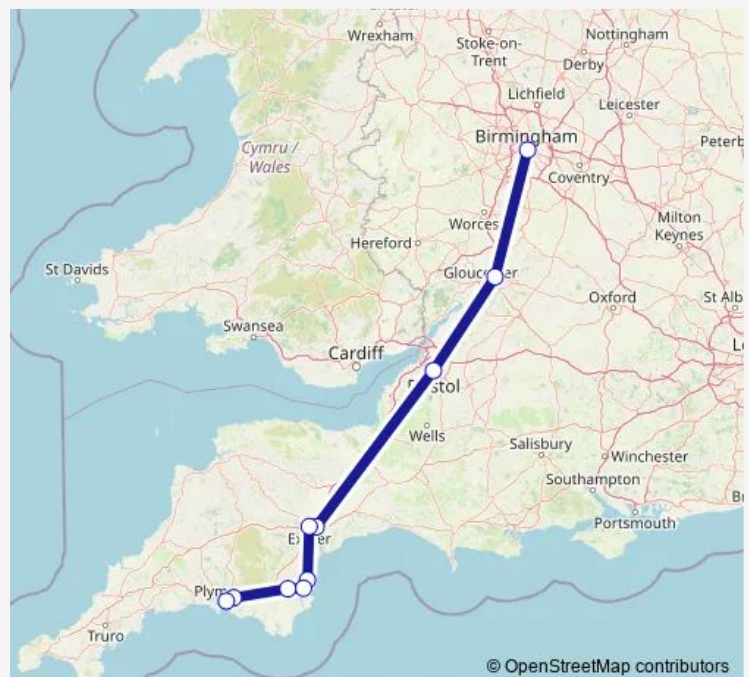 Wrexham
Stoke-on-
Trent
Nottingham
Derby
Lichfield
Leicester
Cymru /
Wales
Birmingham
Peterb
Coventry
Worces
Milton
Keynes
Hereford
St Davids
Oxford
St Alb
Swansea
Cardiff
Wells
Salisbury
Winchester
Southampton
Portsmouth
Plym
Truro
© OpenStreetMap contributors